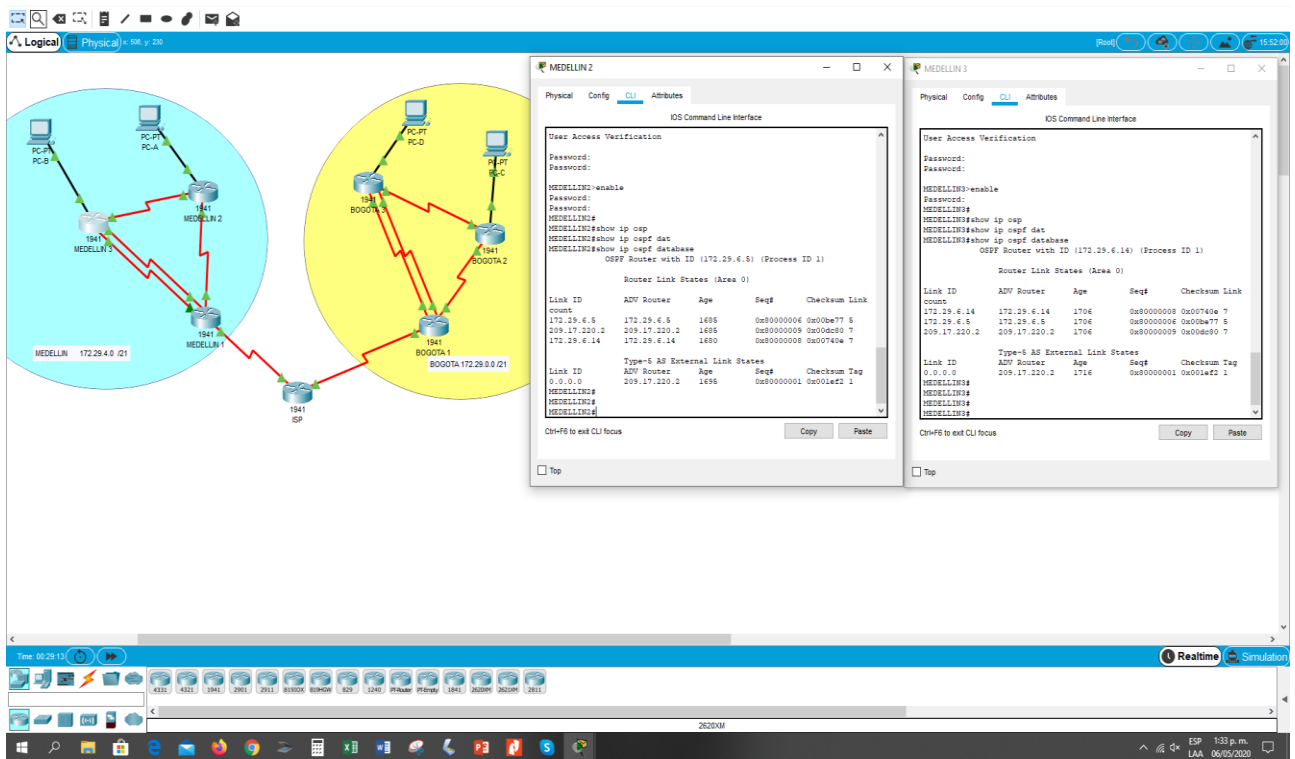 Logical
Physical
x: 508, y: 230
[Root]
15:52:00
PC-PT
PC-B
PC-PT
PC-A
1941
MEDELLIN 2
1941
MEDELLIN 3
1941
MEDELLIN 1
MEDELLIN 172.29.4.0 /21
PC-PT
PC-D
PC-PT
PC-C
1941
BOGOTA 3
1941
BOGOTA 2
1941
BOGOTA 1
BOGOTA 172.29.0.0 /21
1941
ISP
MEDELLIN 2
Physical Config CLI Attributes
IOS Command Line Interface
User Access Verification
Password:
Password:
MEDELLIN2>enable
Password:
Password:
MEDELLIN2#
MEDELLIN2#show ip osp
MEDELLIN2#show ip ospf dat
MEDELLIN2#show ip ospf database
OSPF Router with ID (172.29.6.5) (Process ID 1)
Router Link States (Area 0)
Link ID ADV Router Age Seq# Checksum Link
count
172.29.6.5 172.29.6.5 1685 0x80000006 0x00be77 5
209.17.220.2 209.17.220.2 1685 0x80000009 0x00dc80 7
172.29.6.14 172.29.6.14 1680 0x80000008 0x00740e 7
Type-5 AS External Link States
Link ID ADV Router Age Seq# Checksum Tag
0.0.0.0 209.17.220.2 1695 0x80000001 0x001ef2 1
MEDELLIN2#
MEDELLIN2#
MEDELLIN2#
Ctrl+F6 to exit CLI focus
Copy
Paste
Top
MEDELLIN 3
Physical Config CLI Attributes
IOS Command Line Interface
User Access Verification
Password:
Password:
MEDELLIN3>enable
Password:
MEDELLIN3#
MEDELLIN3#show ip osp
MEDELLIN3#show ip ospf dat
MEDELLIN3#show ip ospf database
OSPF Router with ID (172.29.6.14) (Process ID 1)
Router Link States (Area 0)
Link ID ADV Router Age Seq# Checksum Link
count
172.29.6.14 172.29.6.14 1706 0x80000008 0x00740e 7
172.29.6.5 172.29.6.5 1706 0x80000006 0x00be77 5
209.17.220.2 209.17.220.2 1706 0x80000009 0x00dc80 7
Type-5 AS External Link States
Link ID ADV Router Age Seq# Checksum Tag
0.0.0.0 209.17.220.2 1716 0x80000001 0x001ef2 1
MEDELLIN3#
MEDELLIN3#
MEDELLIN3#
MEDELLIN3#
Ctrl+F6 to exit CLI focus
Copy
Paste
Top
Time: 00:29:13
Realtime
Simulation
4331 4321 1941 2901 2911 819IOX 819HGW 829 1240 PT-Router PT-Empty 1841 2620XM 2621XM 2811
2620XM
ESP
LAA
1:33 p. m.
06/05/2020